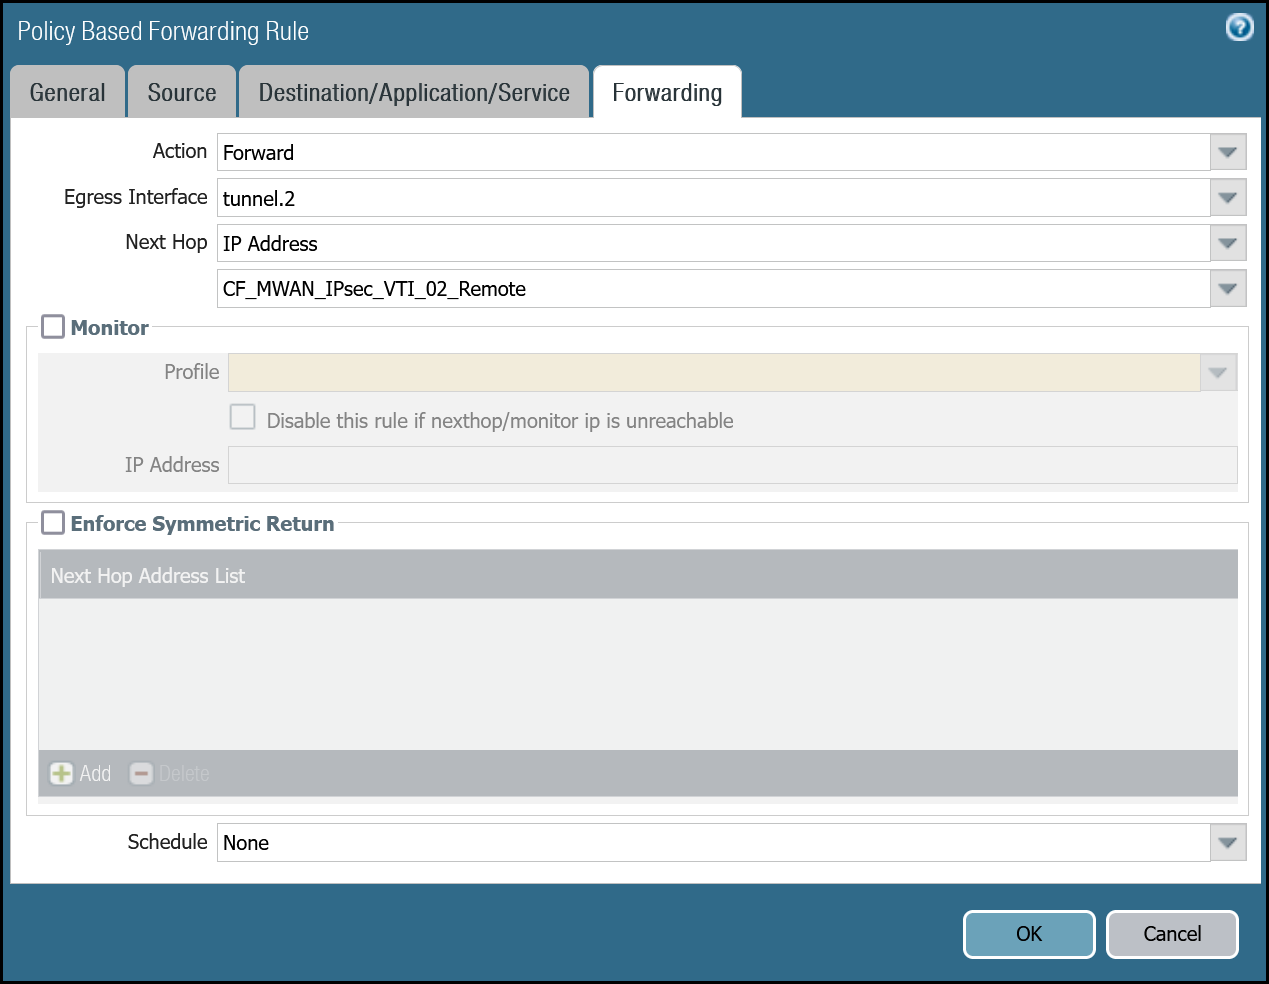 Policy Based Forwarding Rule
General Source Destination/Application/Service Forwarding
Action Forward
Egress Interface tunnel.2
Next Hop IP Address
CF_MWAN_IPsec_VTI_02_Remote
Monitor
Profile
Disable this rule if nexthop/monitor ip is unreachable
IP Address
Enforce Symmetric Return
Next Hop Address List
Add Delete
Schedule None
OK Cancel